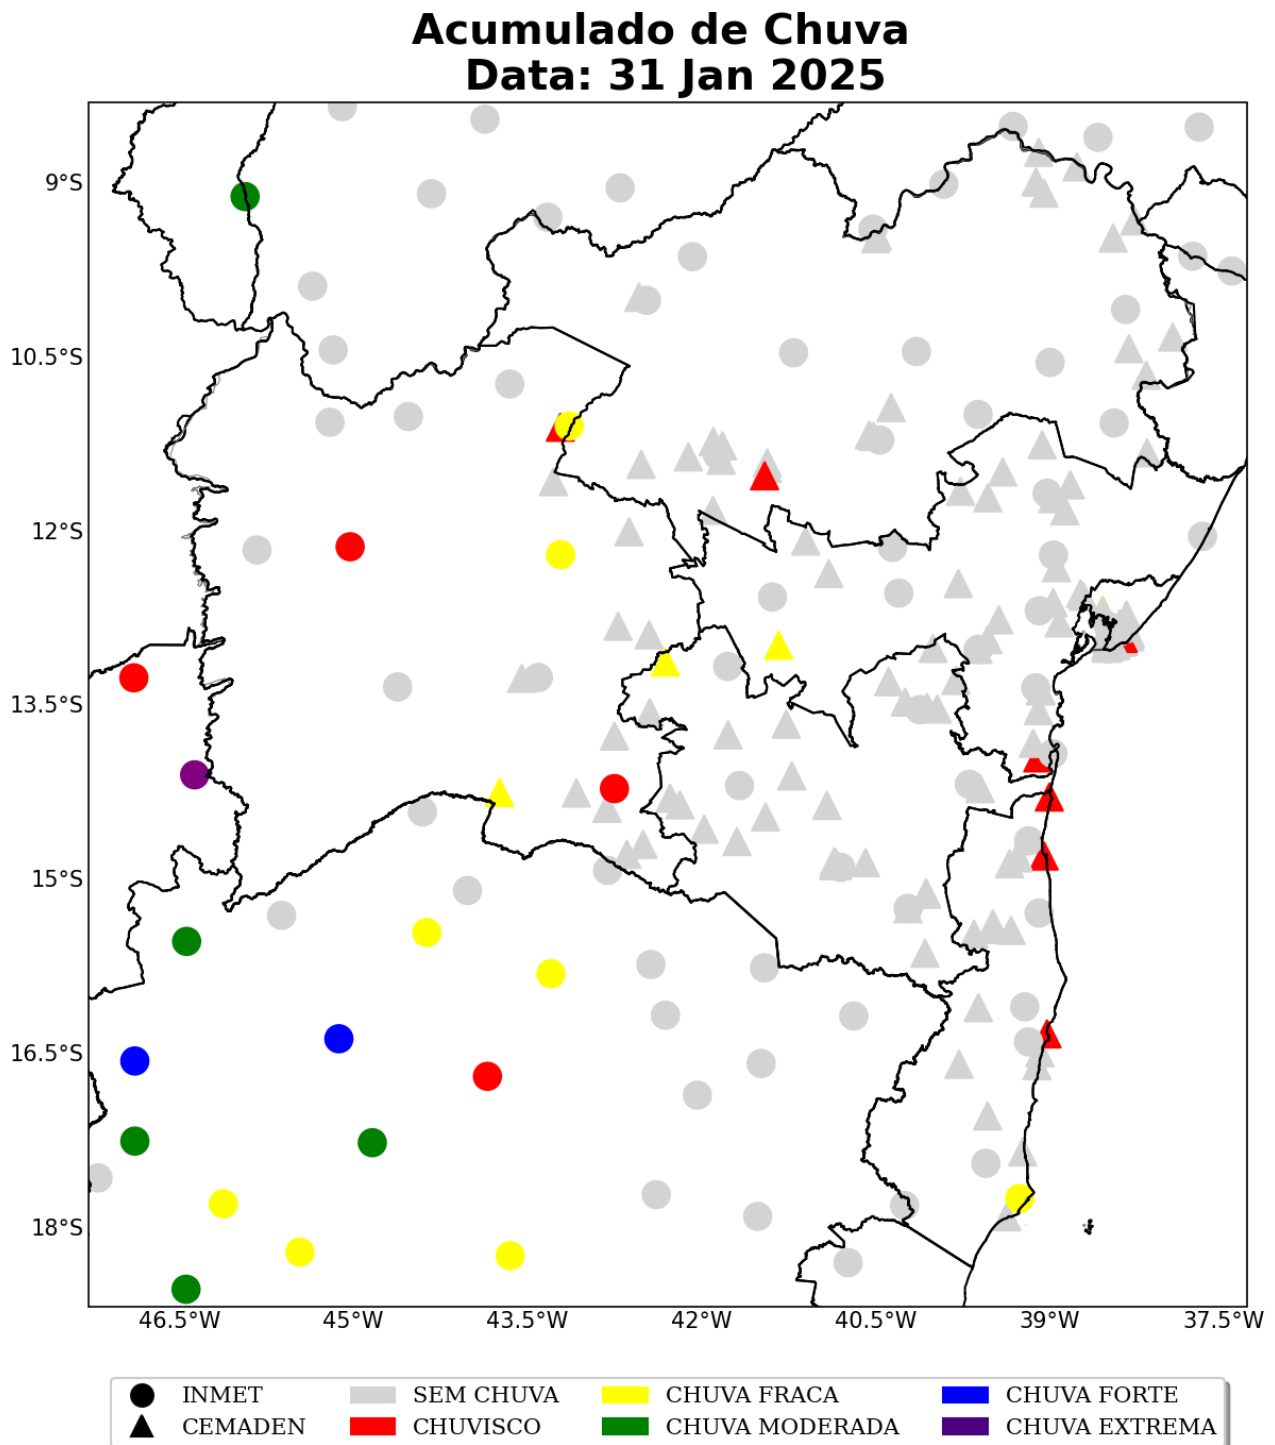 Acumulado de Chuva
Data: 31 Jan 2025
9°S
10.5°S
12°S
13.5°S
15°S
16.5°S
18°S
46.5°W 45°W 43.5°W 42°W 40.5°W 39°W 37.5°W
INMET SEM CHUVA CHUVA FRACA CHUVA FORTE
CEMADEN CHUVISCO CHUVA MODERADA CHUVA EXTREMA